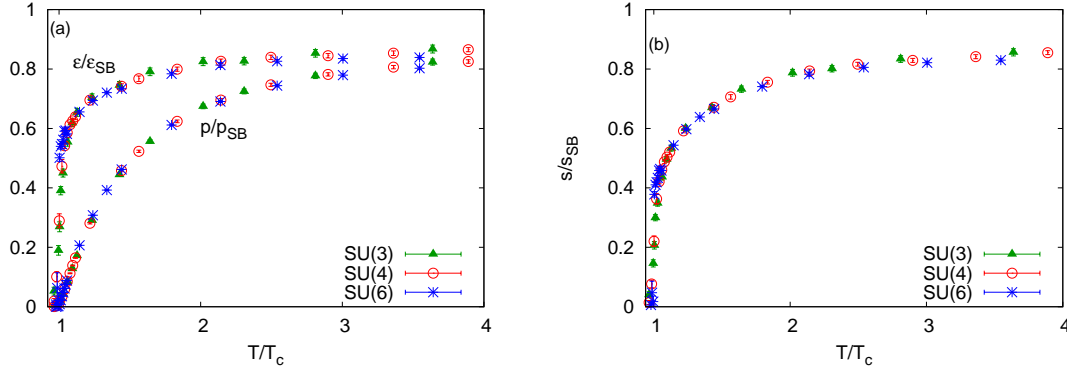 (a)
1
ε/ε_SB
0.8
p/p_SB
0.6
0.4
SU(3)
0.2
SU(4)
SU(6)
0
1 2 3 4
T/T_c
(b)
1
0.8
s/s_SB
0.6
0.4
SU(3)
0.2
SU(4)
SU(6)
0
1 2 3 4
T/T_c